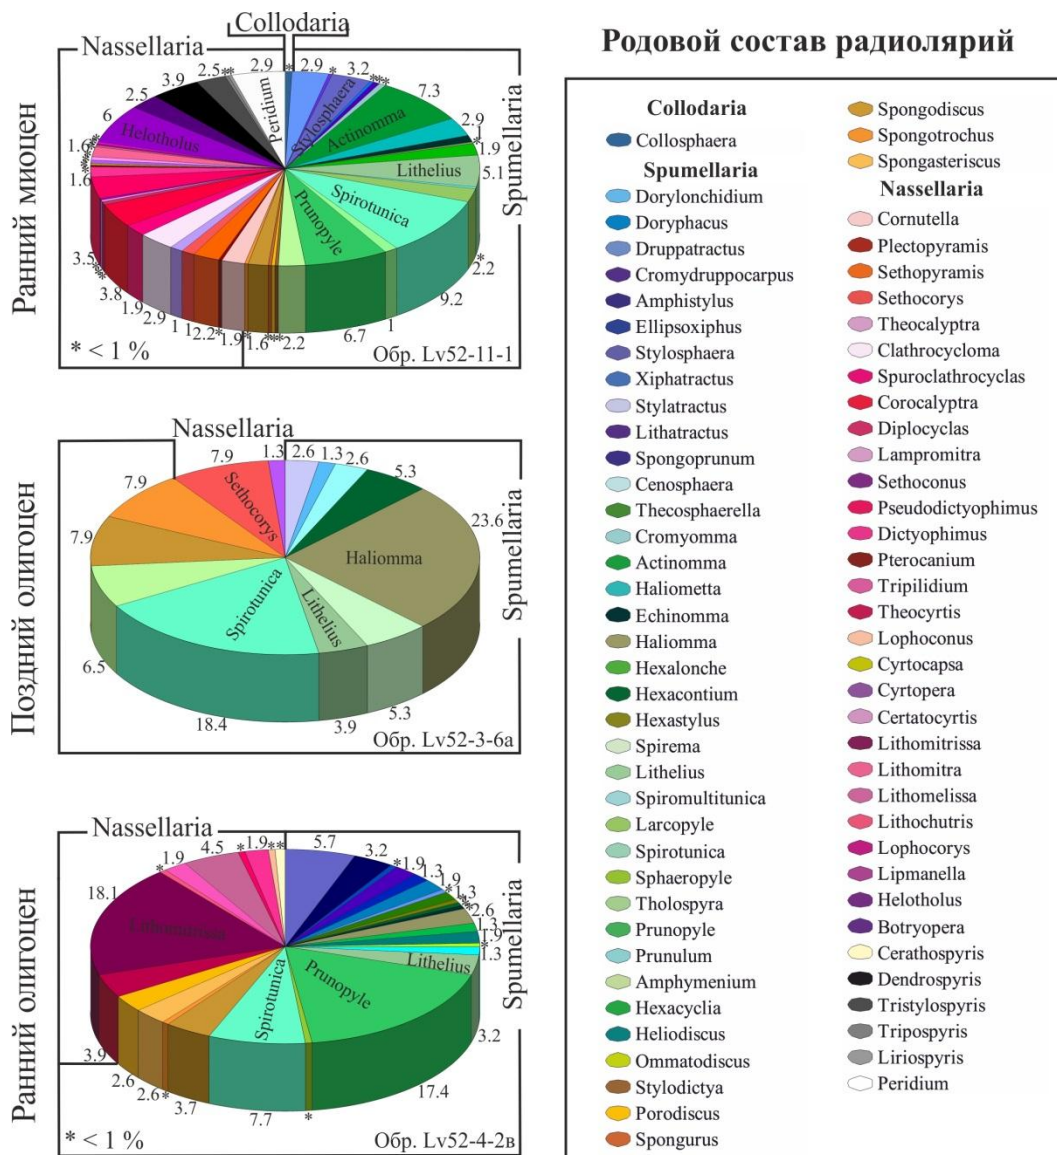 Родовой состав радиолярий
Ранний миоцен
Nassellaria
Collodaria
Spumellaria
2.9
*
2.9
3.2
***
7.3
2.9
1
*
1.9
5.1
*
2.2
9.2
1
6.7
2.2
***
1.6
*
1.9
*
2.2
1
1
2.9
1.9
3.8
***
3.5
1.6
1.6
6
2.5
3.9
2.5
**
Peridium
Stylosphaera
Actinomma
Lithelius
Spirotunica
Prunopyle
Helotholus
* < 1 %
Обр. Lv52-11-1
Поздний олигоцен
Nassellaria
Spumellaria
7.9
1.3
2.6
1.3
2.6
5.3
23.6
5.3
3.9
18.4
6.5
7.9
7.9
Sethocorys
Haliomma
Lithelius
Spirotunica
Обр. Lv52-3-6а
Ранний олигоцен
Nassellaria
Spumellaria
5.7
3.2
*
1.9
1.3
1.9
*
1.3
***
2.6
1.3
1.9
*
1.3
3.2
17.4
*
7.7
3.7
*
2.6
2.6
3.9
18.1
*
1.9
4.5
*
1.9
**
Lithomitrissa
Lithelius
Prunopyle
Spirotunica
* < 1 %
Обр. Lv52-4-2в
Collodaria
Collosphaera
Spumellaria
Dorylonchidium
Doryphacus
Druppatractus
Cromydruppocarpus
Amphistylus
Ellipsoxiphus
Stylosphaera
Xiphatractus
Stylatractus
Lithatractus
Spongoprunum
Cenosphaera
Thecosphaerella
Cromyomma
Actinomma
Haliometta
Echinomma
Haliomma
Hexalonche
Hexacontium
Hexastylus
Spirema
Lithelius
Spiromultitunica
Larcopyle
Spirotunica
Sphaeropyle
Tholospyra
Prunopyle
Prunulum
Amphymenium
Hexacyclia
Heliodiscus
Ommatodiscus
Stylodictya
Porodiscus
Spongurus
Spongodiscus
Spongotrochus
Spongasteriscus
Nassellaria
Cornutella
Plectopyramis
Sethopyramis
Sethocorys
Theocalyptra
Clathrocycloma
Spuroclathrocyclas
Corocalyptra
Diplocyclas
Lampromitra
Sethoconus
Pseudodictyophimus
Dictyophimus
Pterocanium
Tripilidium
Theocyrtis
Lophoconus
Cyrtocapsa
Cyrtopera
Certatocyrtis
Lithomitrissa
Lithomitra
Lithomelissa
Lithochutris
Lophocorys
Lipmanella
Helotholus
Botryopera
Cerathospyris
Dendrospyris
Tristylospyris
Tripospyris
Liriospyris
Peridium